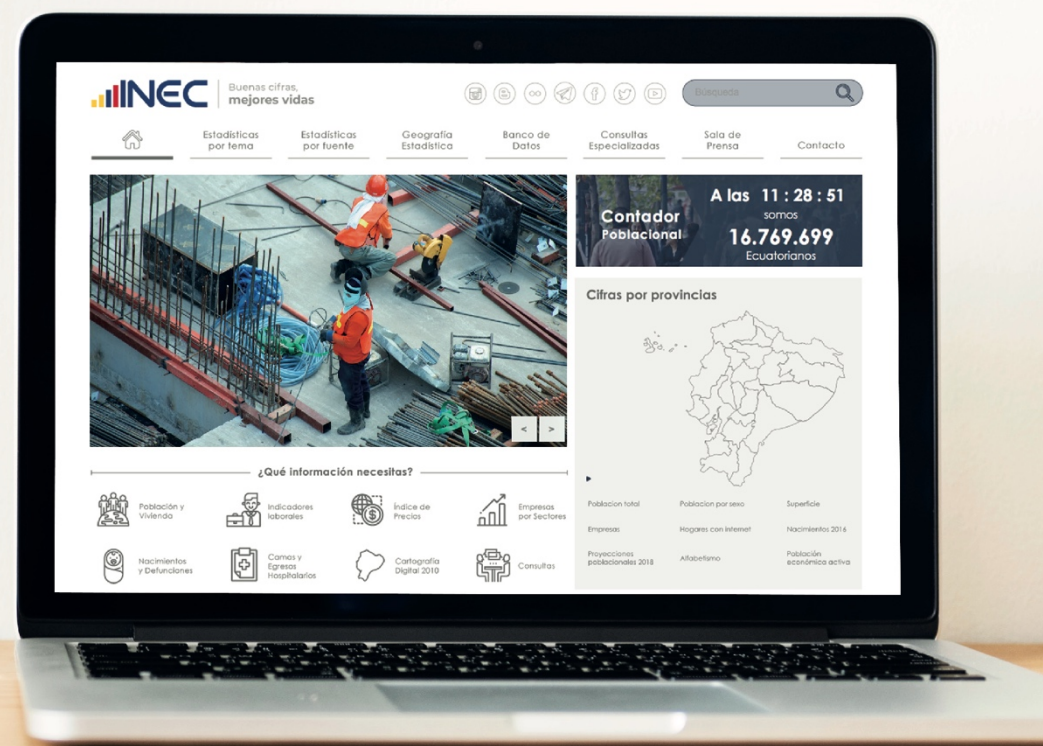 INEC
Buenas cifras,
mejores vidas
Búsqueda
Estadísticas
por tema
Estadísticas
por fuente
Geografía
Estadística
Banco de
Datos
Consultas
Especializadas
Sala de
Prensa
Contacto
Contador
Poblacional
A las 11 : 28 : 51
somos
16.769.699
Ecuatorianos
Cifras por provincias
< >
¿Qué información necesitas?
Población y
Vivienda
Indicadores
laborales
Índice de
Precios
Empresas
por Sectores
Nacimientos
y Defunciones
Camas y
Egresos
Hospitalarios
Cartografía
Digital 2010
Consultas
Poblacion total
Poblacion por sexo
Superficie
Empresas
Hogares con internet
Nacimientos 2016
Proyecciones
poblacionales 2018
Alfabetismo
Población
económica activa